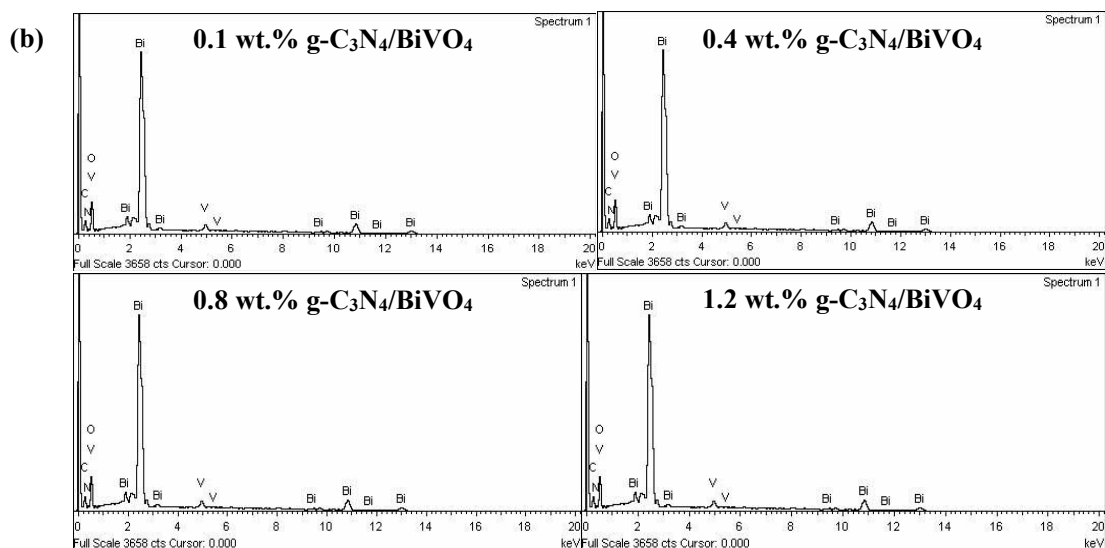 (b)
Spectrum 1
0.1 wt.% g-C₃N₄/BiVO₄
Bi
O
V
C
N
Bi
Bi
V
V
Bi
Bi
Bi
Bi
0 2 4 6 8 10 12 14 16 18 20
Full Scale 3658 cts Cursor: 0.000 keV
Spectrum 1
0.4 wt.% g-C₃N₄/BiVO₄
Bi
O
V
C
N
Bi
Bi
V
V
Bi
Bi
Bi
Bi
0 2 4 6 8 10 12 14 16 18 20
Full Scale 3658 cts Cursor: 0.000 keV
Spectrum 1
0.8 wt.% g-C₃N₄/BiVO₄
Bi
O
V
C
N
Bi
Bi
V
V
Bi
Bi
Bi
Bi
0 2 4 6 8 10 12 14 16 18 20
Full Scale 3658 cts Cursor: 0.000 keV
Spectrum 1
1.2 wt.% g-C₃N₄/BiVO₄
Bi
O
V
C
N
Bi
Bi
V
V
Bi
Bi
Bi
Bi
0 2 4 6 8 10 12 14 16 18 20
Full Scale 3658 cts Cursor: 0.000 keV